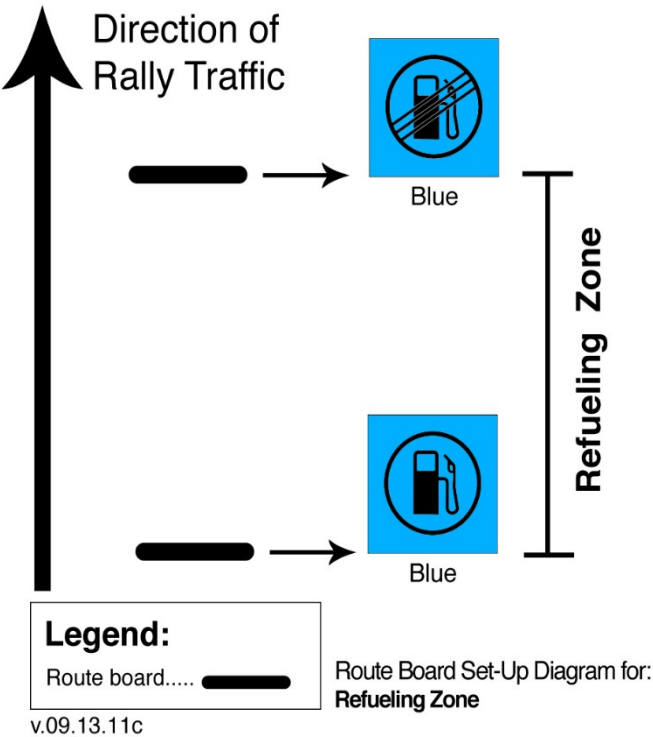 Direction of
Rally Traffic
Blue
Refueling Zone
Blue
Legend:
Route board.....
Route Board Set-Up Diagram for:
Refueling Zone
v.09.13.11c